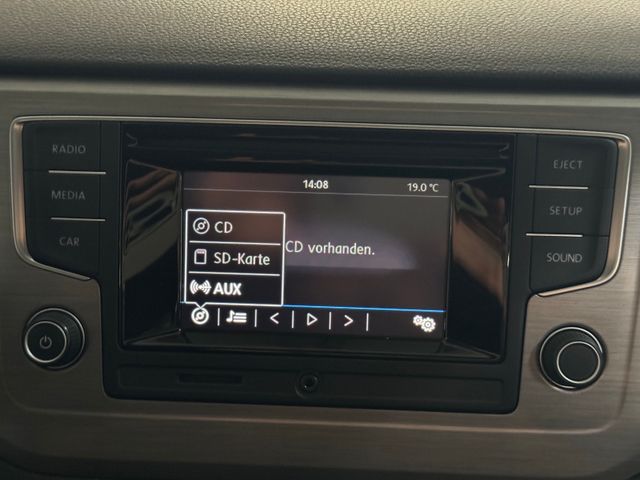 RADIO
MEDIA
CAR
EJECT
SETUP
SOUND
14:08
19.0 °C
CD
CD vorhanden.
SD-Karte
AUX